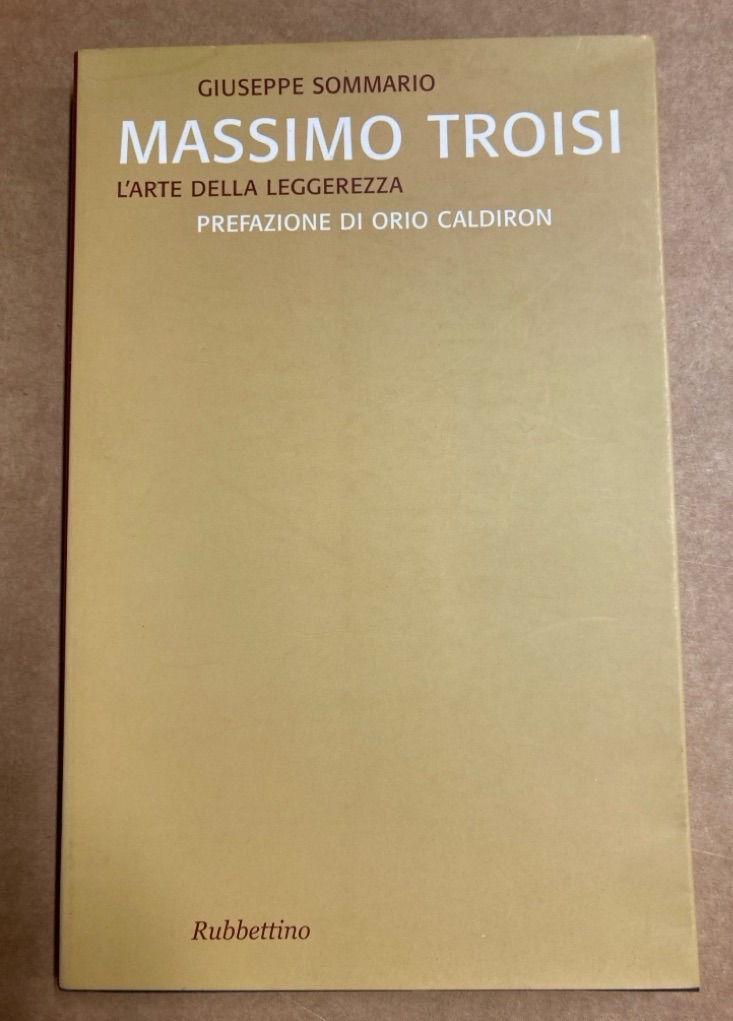 GIUSEPPE SOMMARIO
MASSIMO TROISI
L'ARTE DELLA LEGGEREZZA
PREFAZIONE DI ORIO CALDIRON
Rubbettino